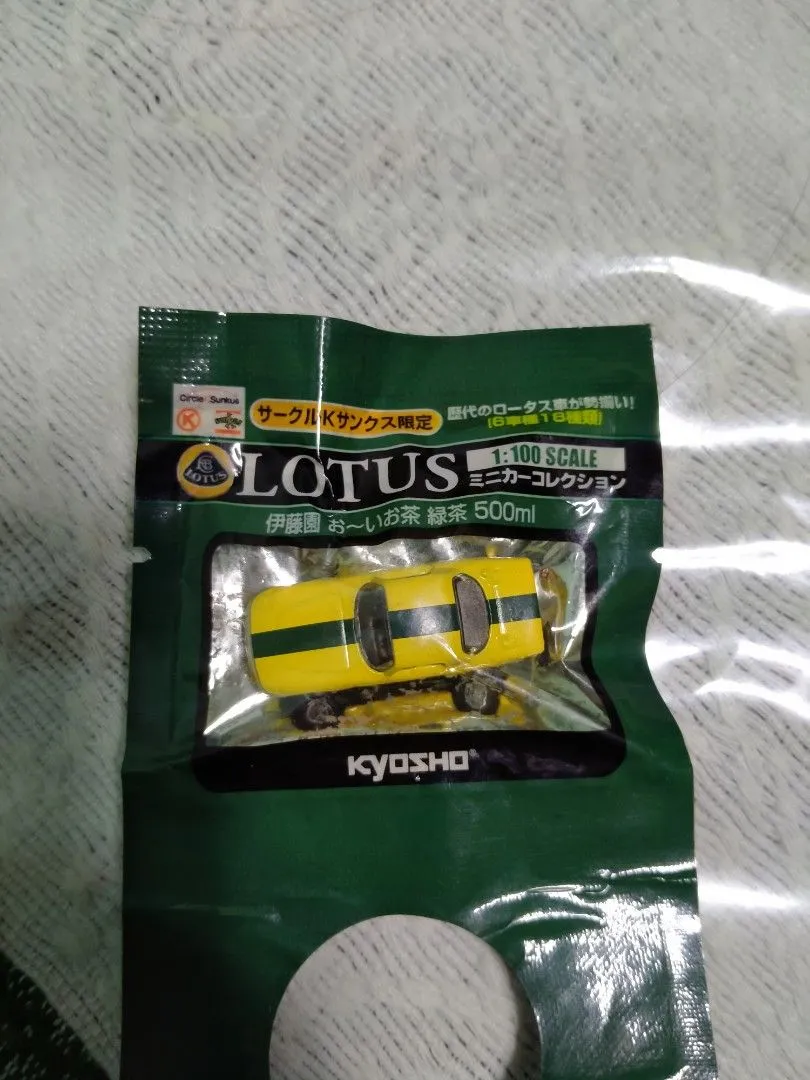 Circle K Sunkus
サークルKサンクス限定
歴代のロータス車が勢揃い!
(6車種16種類)
LOTUS
LOTUS
1:100 SCALE
ミニカーコレクション
伊藤園 お〜いお茶 緑茶 500ml
KYOSHO®